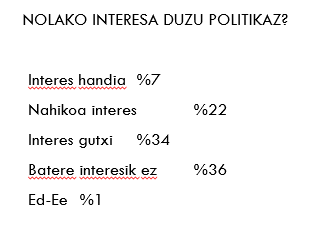 NOLAKO INTERESA DUZU POLITIKAZ?
Interes handia %7
Nahikoa interes %22
Interes gutxi %34
Batere interesik ez %36
Ed-Ee %1